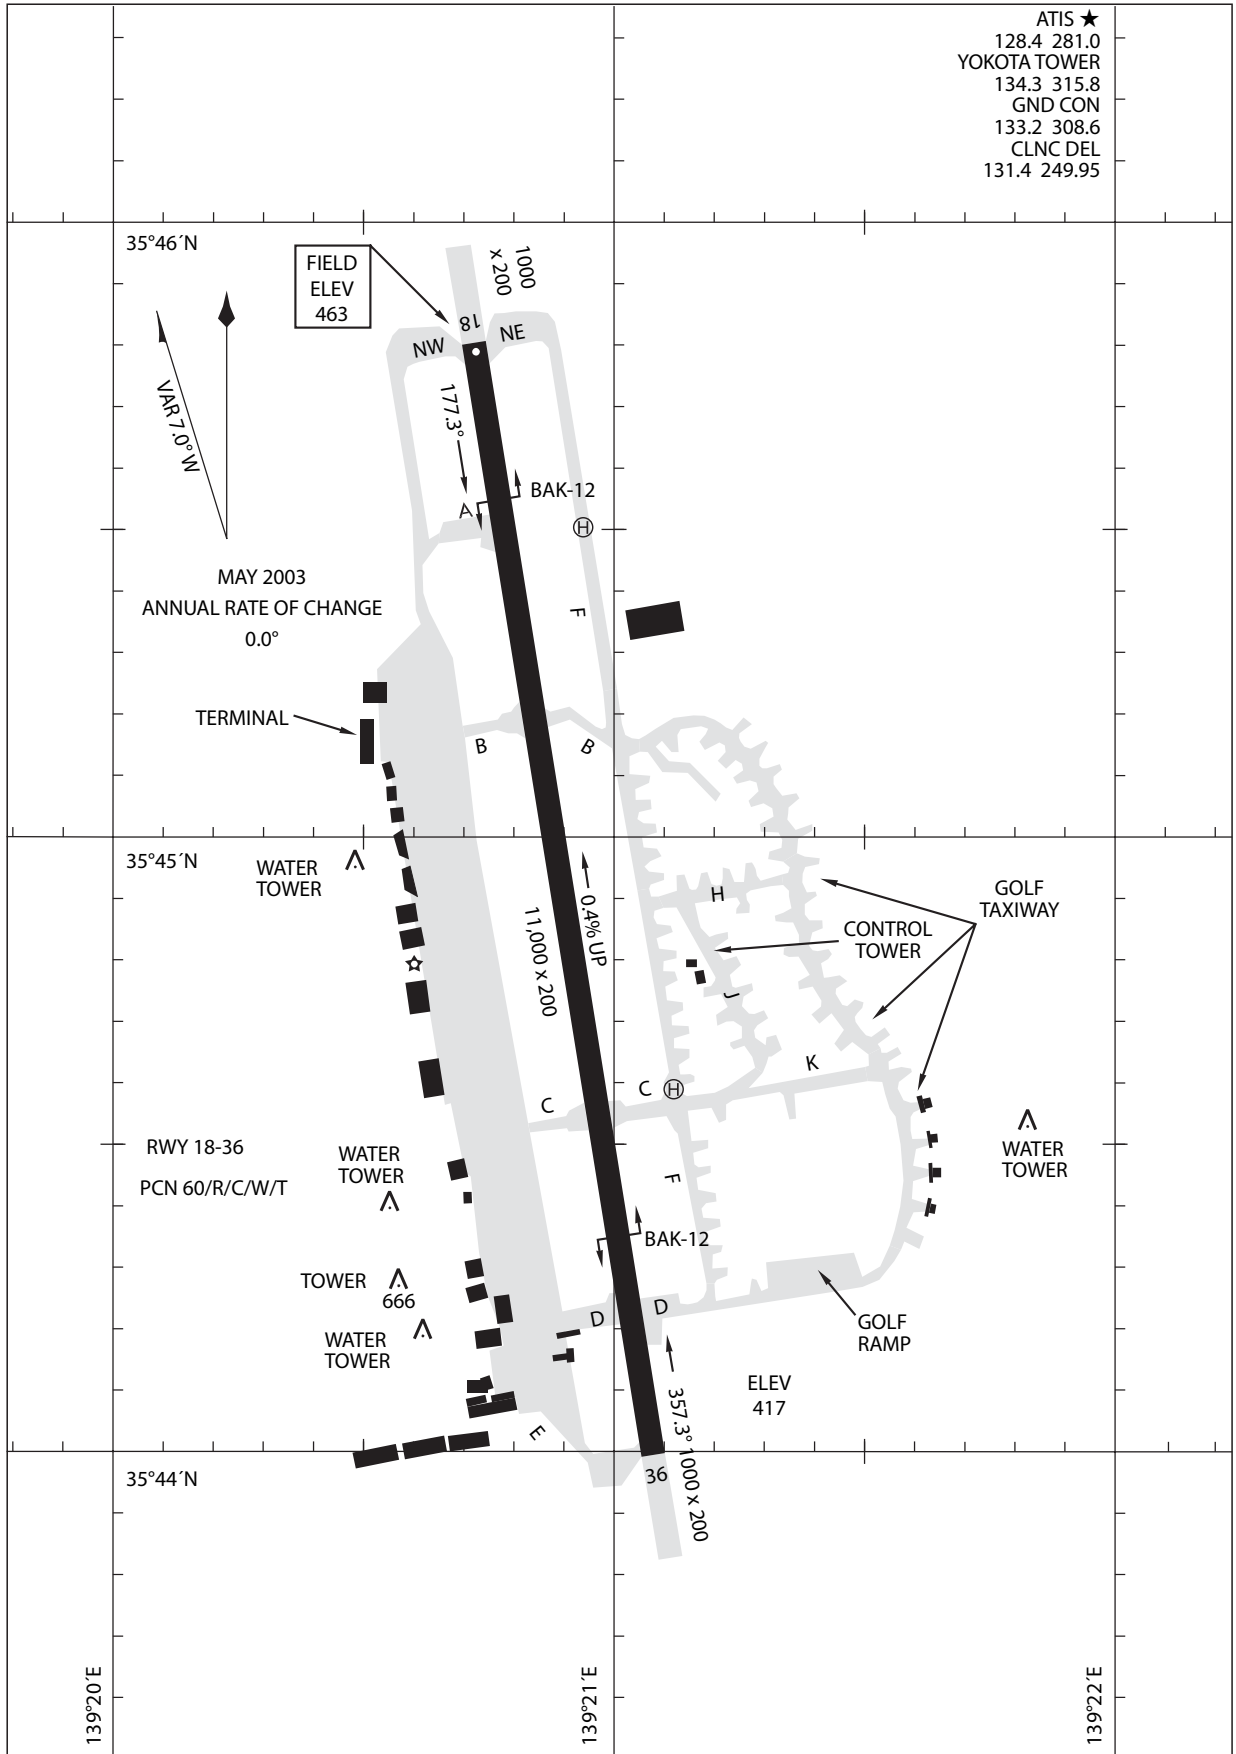 ATIS ★
128.4 281.0
YOKOTA TOWER
134.3 315.8
GND CON
133.2 308.6
CLNC DEL
131.4 249.95
35°46´N
FIELD
ELEV
463
1000
x 200
18
NW
NE
VAR 7.0° W
177.3°
A
BAK-12
H
MAY 2003
ANNUAL RATE OF CHANGE
0.0°
F
TERMINAL
B
B
35°45´N
WATER
TOWER
H
GOLF
TAXIWAY
11,000 x 200
0.4% UP
CONTROL
TOWER
J
K
C
C
H
RWY 18-36
PCN 60/R/C/W/T
WATER
TOWER
WATER
TOWER
F
BAK-12
TOWER
666
D
D
WATER
TOWER
GOLF
RAMP
ELEV
417
357.3°
1000 x 200
E
35°44´N
36
139°20´E
139°21´E
139°22´E